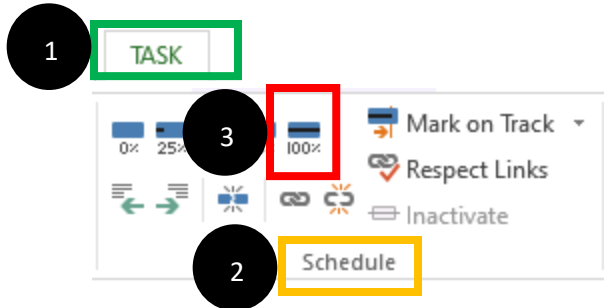 1
TASK
0% 25% 3 100%
Mark on Track
Respect Links
Inactivate
2 Schedule